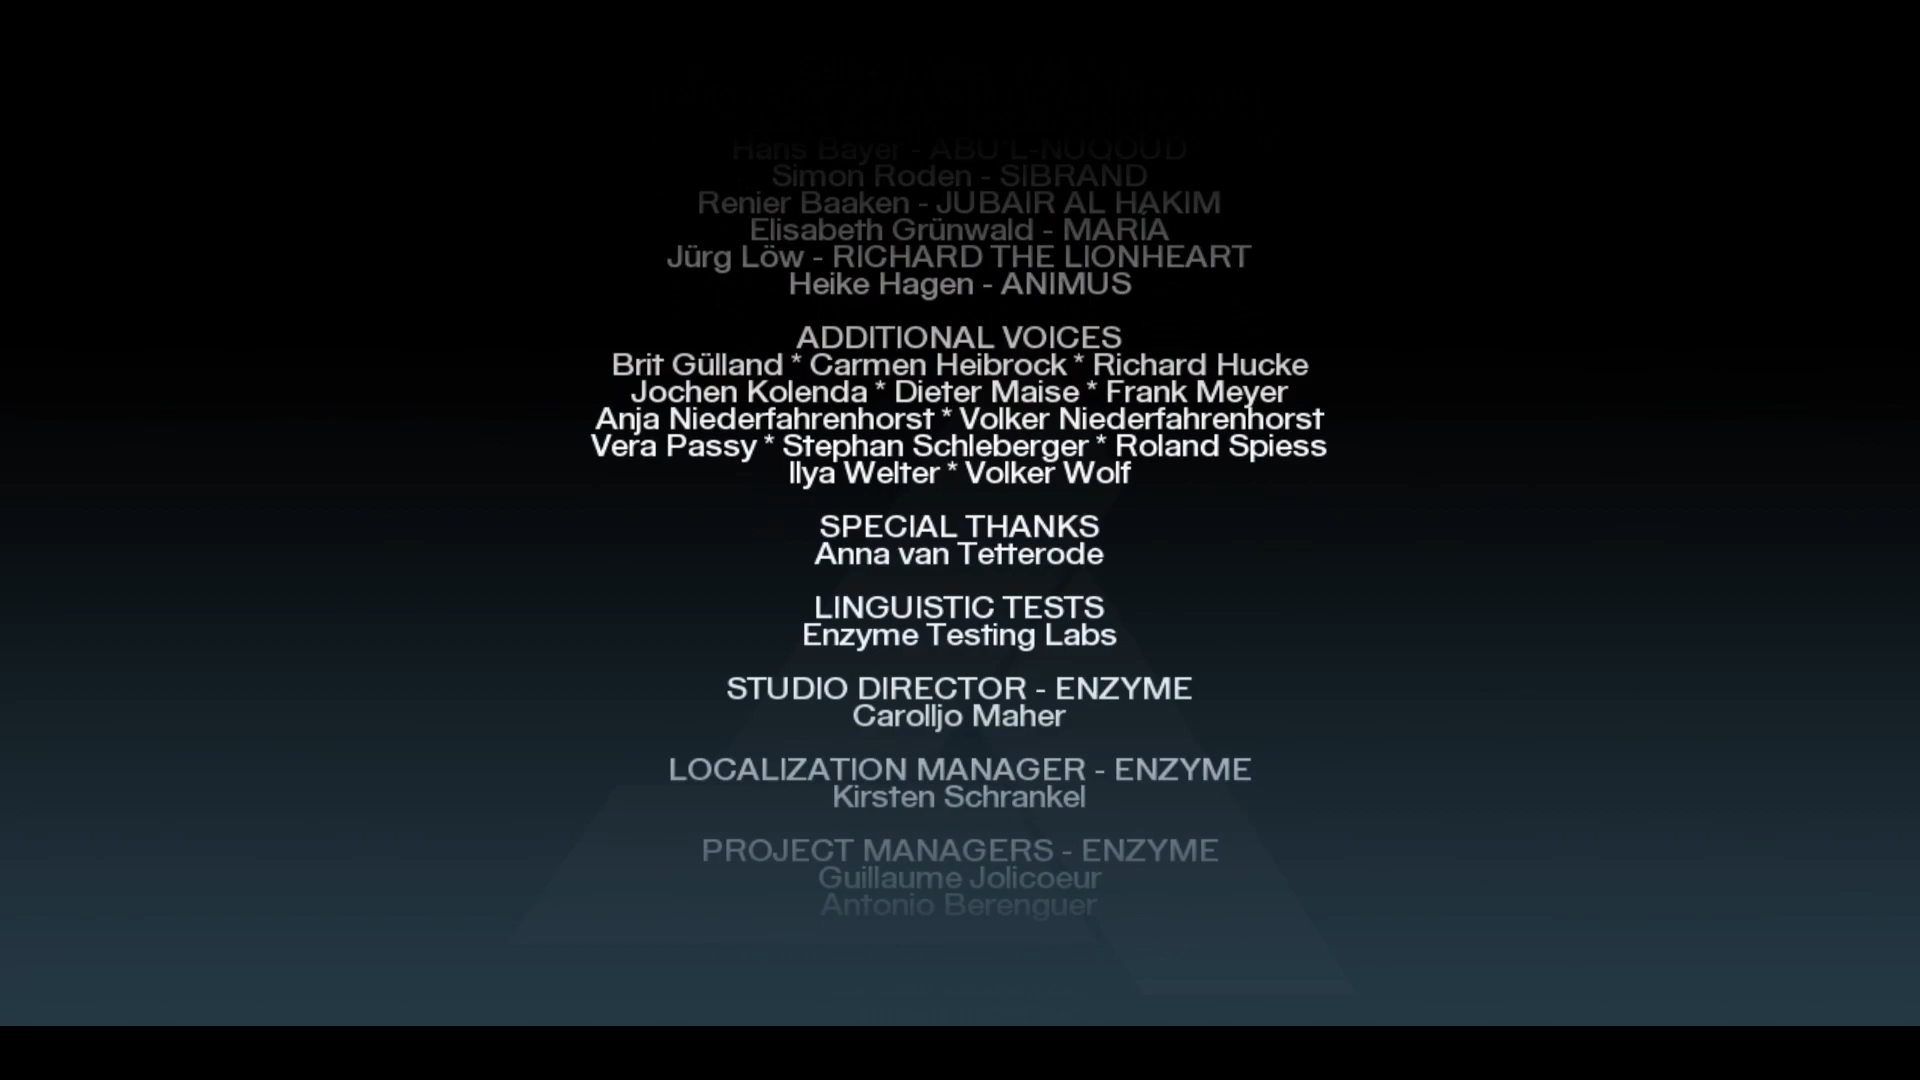 Hans Bayer - ABU'L-NUQOUD
Simon Roden - SIBRAND
Renier Baaken - JUBAIR AL HAKIM
Elisabeth Grünwald - MARÍA
Jürg Löw - RICHARD THE LIONHEART
Heike Hagen - ANIMUS
ADDITIONAL VOICES
Brit Gülland * Carmen Heibrock * Richard Hucke
Jochen Kolenda * Dieter Maise * Frank Meyer
Anja Niederfahrenhorst * Volker Niederfahrenhorst
Vera Passy * Stephan Schleberger * Roland Spiess
Ilya Welter * Volker Wolf
SPECIAL THANKS
Anna van Tetterode
LINGUISTIC TESTS
Enzyme Testing Labs
STUDIO DIRECTOR - ENZYME
Carolljo Maher
LOCALIZATION MANAGER - ENZYME
Kirsten Schrankel
PROJECT MANAGERS - ENZYME
Guillaume Jolicoeur
Antonio Berenguer